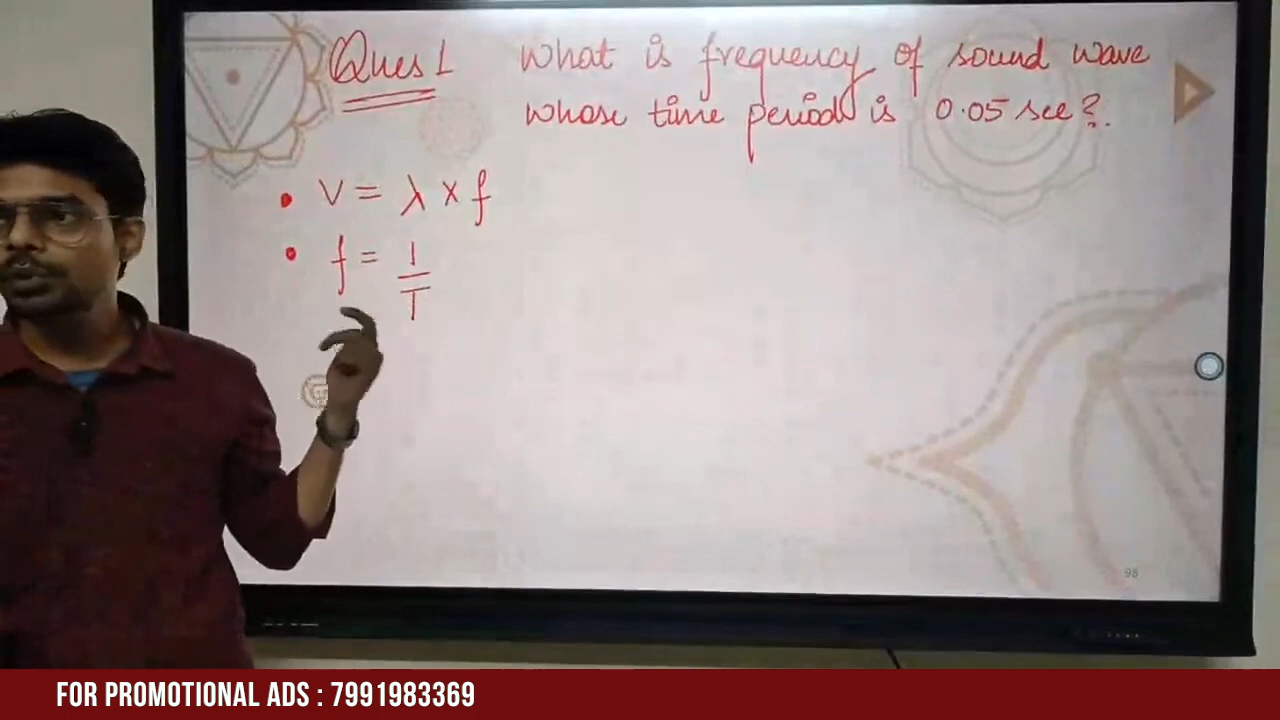 Ques 1
What is frequency of sound wave
whose time period is 0.05 sec?
• V = λ x f
• f = 1/T
98
FOR PROMOTIONAL ADS : 7991983369